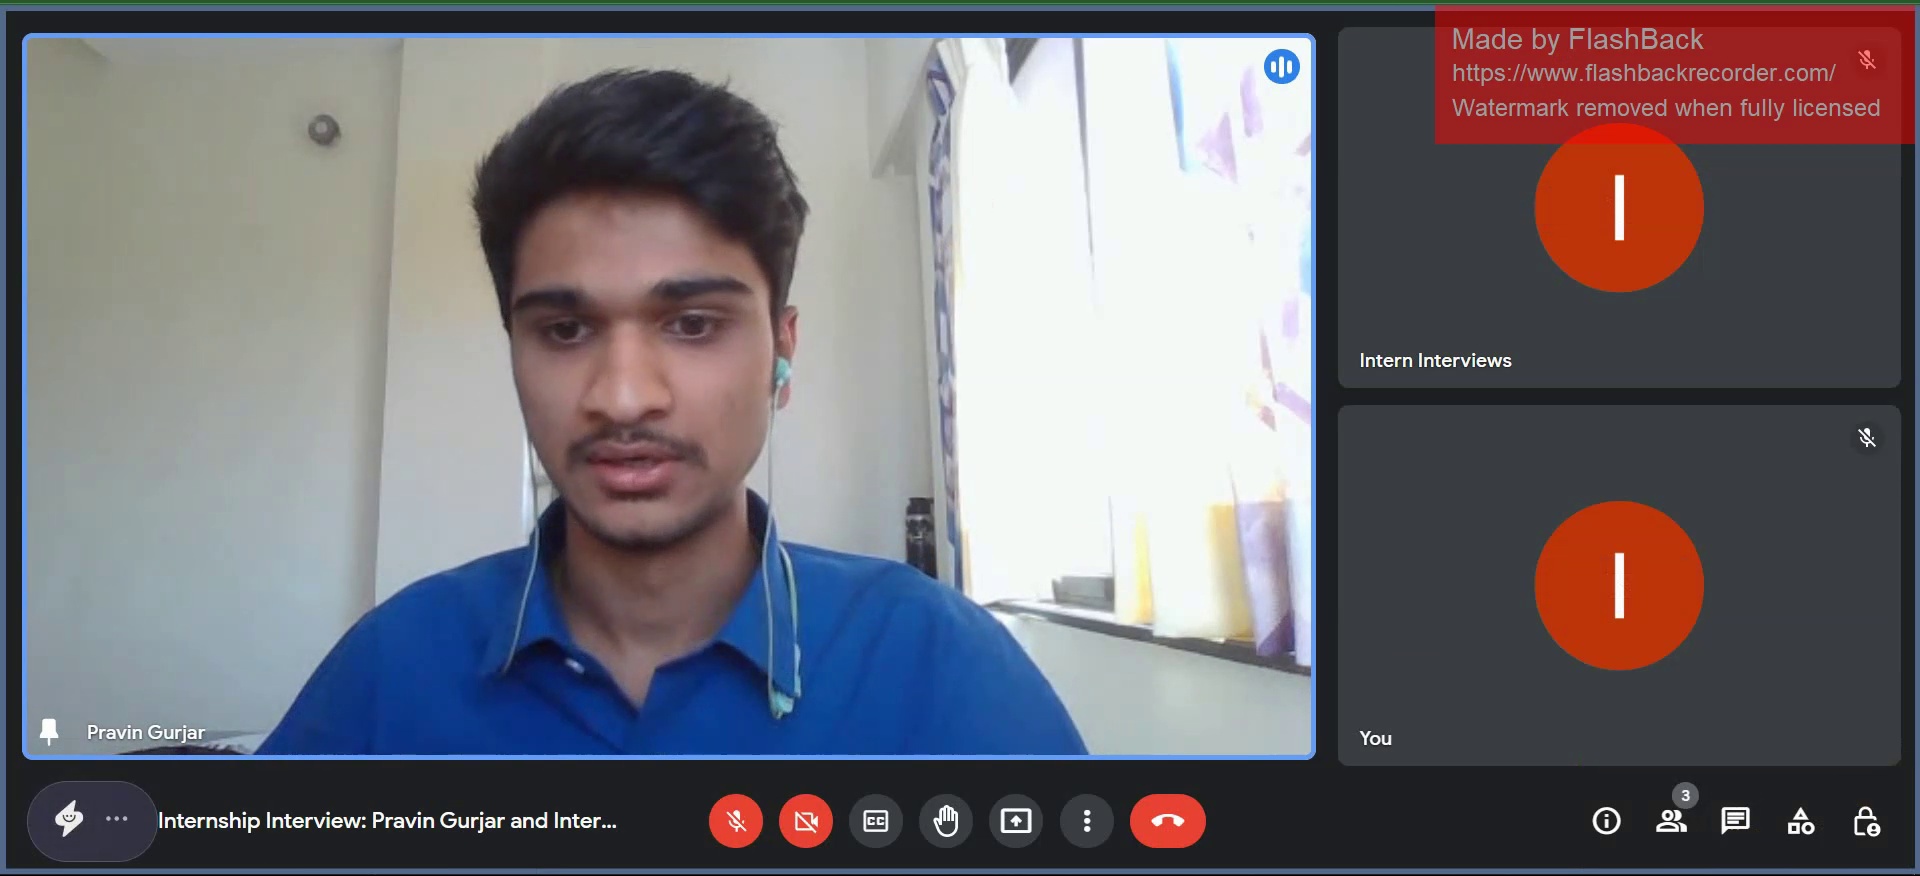 Made by FlashBack
https://www.flashbackrecorder.com/
Watermark removed when fully licensed
I
Intern Interviews
I
You
Pravin Gurjar
Internship Interview: Pravin Gurjar and Inter...
CC
3